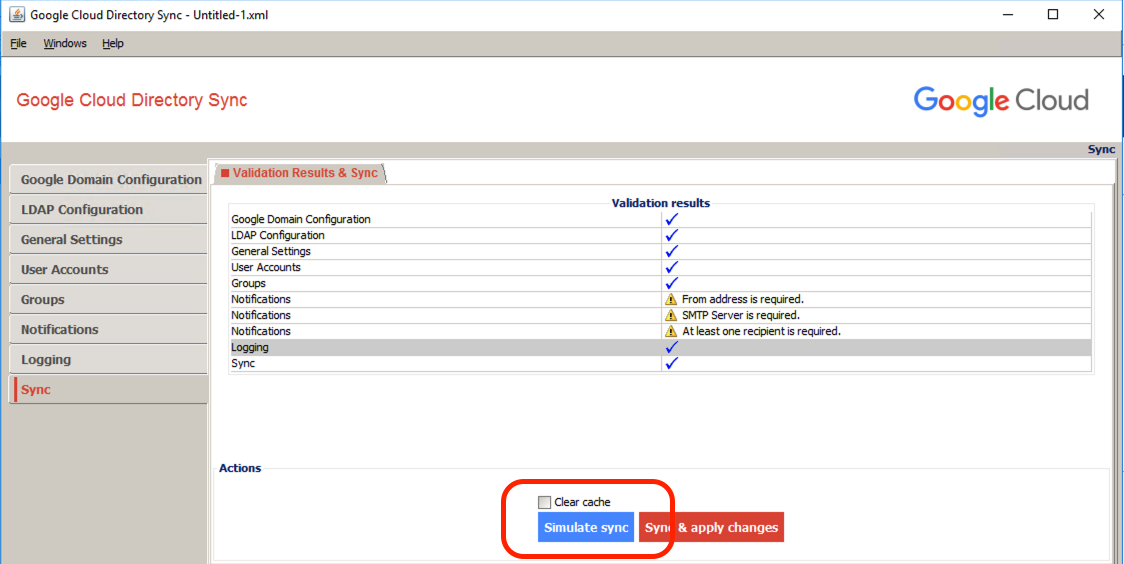 Google Cloud Directory Sync - Untitled-1.xml
File Windows Help
Google Cloud Directory Sync
Google Cloud
Sync
Google Domain Configuration
LDAP Configuration
General Settings
User Accounts
Groups
Notifications
Logging
Sync
Validation Results & Sync
Validation results
Google Domain Configuration
LDAP Configuration
General Settings
User Accounts
Groups
Notifications From address is required.
Notifications SMTP Server is required.
Notifications At least one recipient is required.
Logging
Sync
Actions
Clear cache
Simulate sync Sync & apply changes